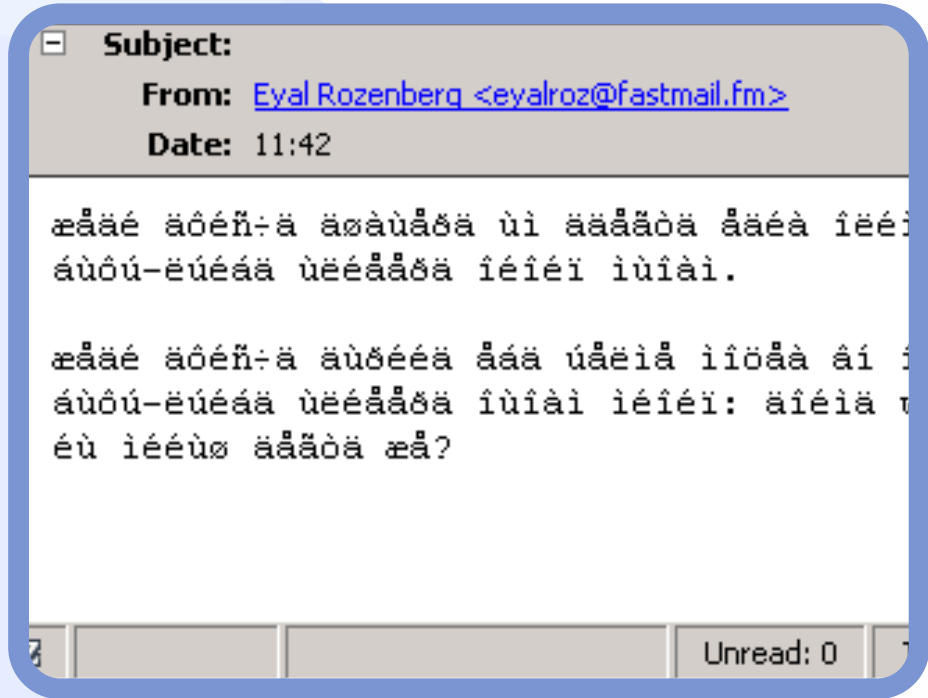 Subject:
From: Eyal Rozenberg <eyalroz@fastmail.fm>
Date: 11:42
æåäé äôéñ÷ä äøàùåðä ùì ääåãòä åäéà îëé
áùôú-ëúéáä ùëéååðä îéîéï ìùîàì.
æåäé äôéñ÷ä äùðééä åáä úåëìå ìîöåà âí
áùôú-ëúéáä ùëéååðä îùîàì ìéîéï: äîéìä
éù ìééùø äåãòä æå?
Unread: 0